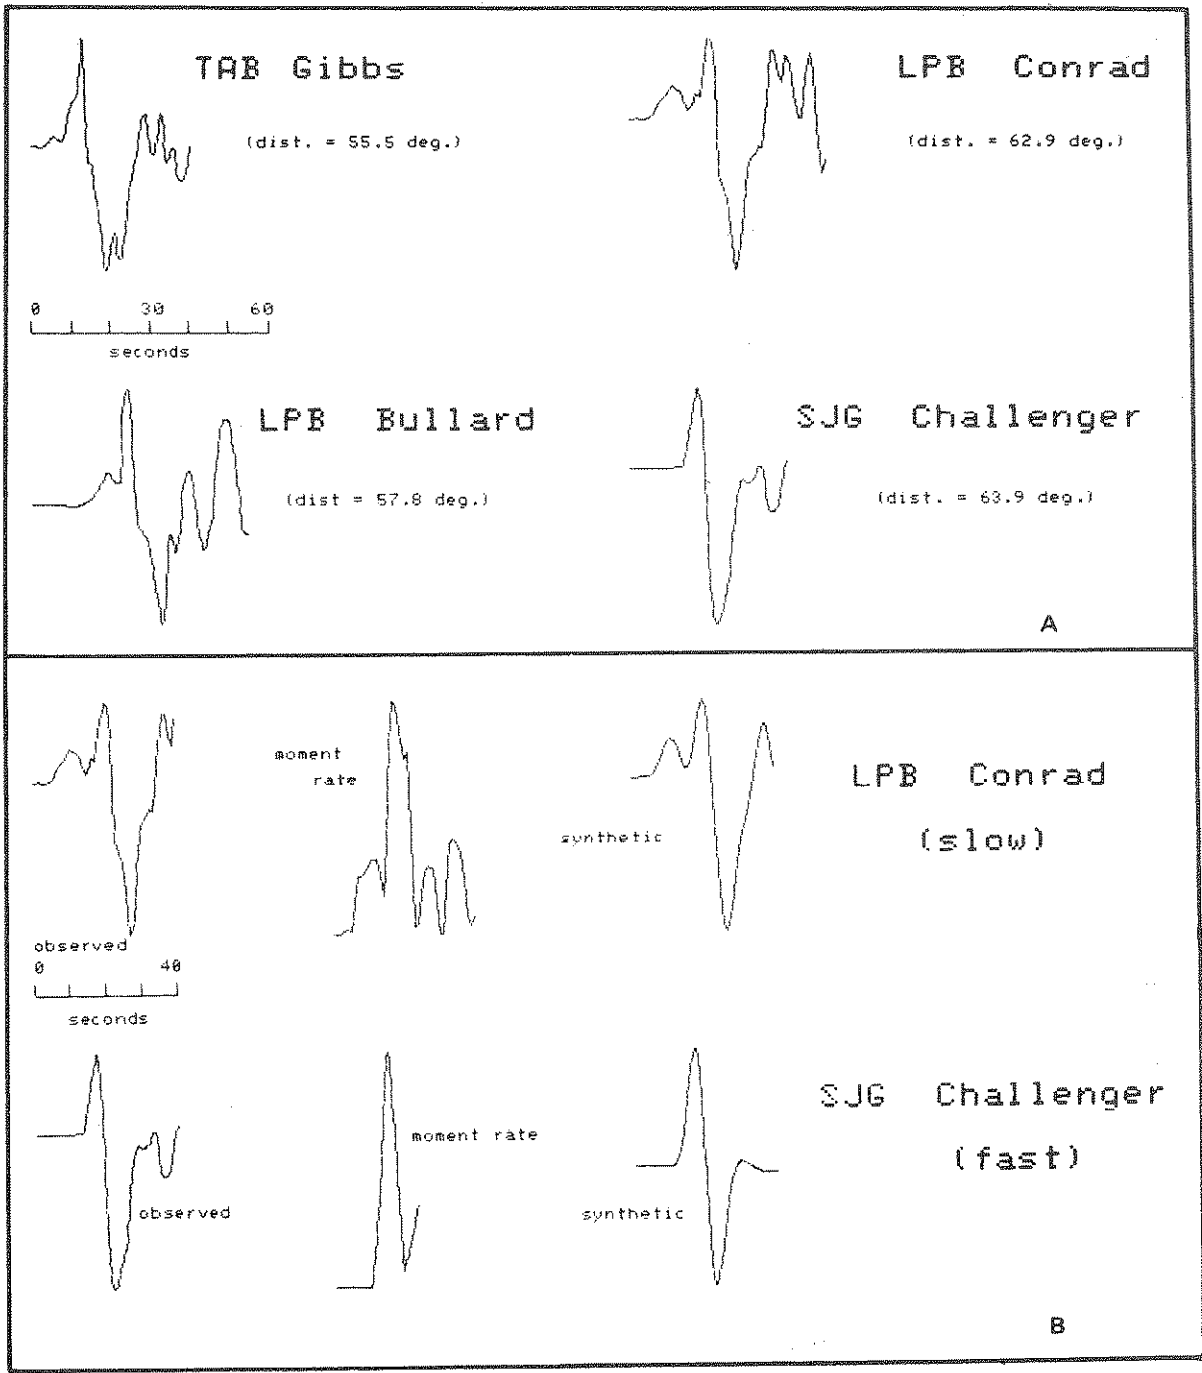 TAB Gibbs
(dist. = 55.5 deg.)
LPB Conrad
(dist. = 62.9 deg.)
0 30 60
seconds
LPB Bullard
(dist = 57.8 deg.)
SJG Challenger
(dist. = 63.9 deg.)
A
observed
0 40
seconds
moment
rate
synthetic
LPB Conrad
(slow)
observed
moment rate
synthetic
SJG Challenger
(fast)
B